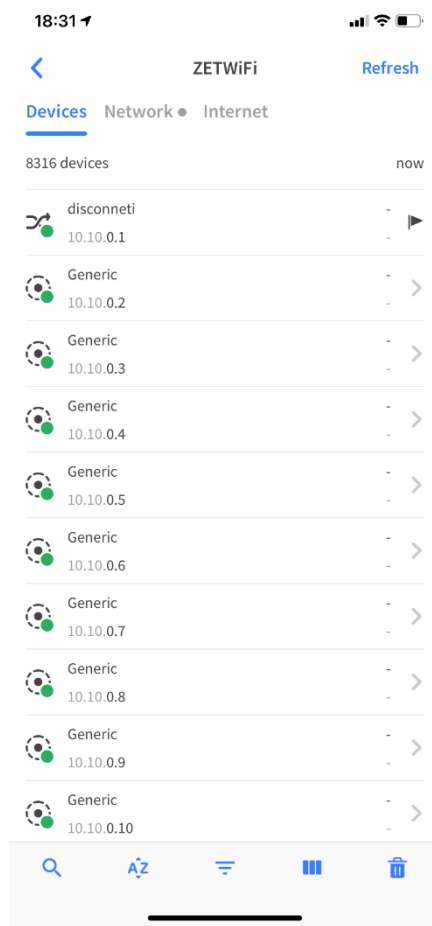 18:31
ZETWiFi
Refresh
Devices Network Internet
8316 devices
now
disconneti
-
10.10.0.1
-
Generic
-
10.10.0.2
-
Generic
-
10.10.0.3
-
Generic
-
10.10.0.4
-
Generic
-
10.10.0.5
-
Generic
-
10.10.0.6
-
Generic
-
10.10.0.7
-
Generic
-
10.10.0.8
-
Generic
-
10.10.0.9
-
Generic
-
10.10.0.10
-
AZ